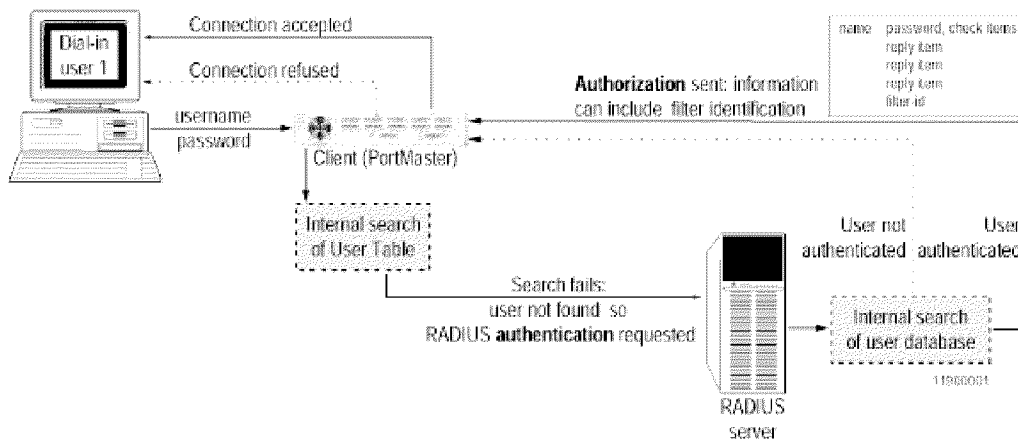 Connection accepted
Dial-in
user 1
Connection refused
username
password
Client (PortMaster)
Authorization sent: information
can include filter identification
name password, check items
reply item
reply item
reply item
filter-id
Internal search
of User Table
Search fails:
user not found so
RADIUS authentication requested
RADIUS
server
User not
authenticated
User
authenticated
Internal search
of user database
11980001